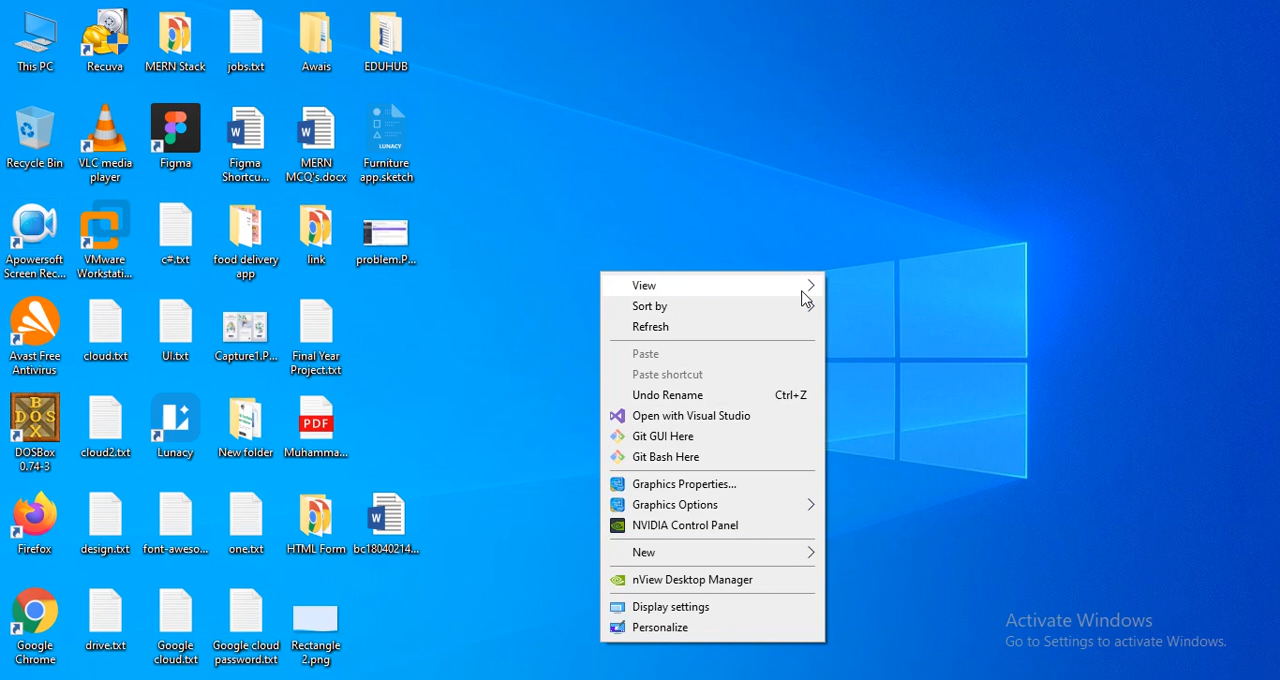 This PC
Recuva
MERN Stack
jobs.txt
Awais
EDUHUB
Recycle Bin
VLC media
player
Figma
Figma
Shortcu...
MERN
MCQ's.docx
LUNACY
Furniture
app.sketch
Apowersoft
Screen Rec...
VMware
Workstati...
c#.txt
food delivery
app
link
problem.P...
Avast Free
Antivirus
cloud.txt
UI.txt
Capture1.P...
Final Year
Project.txt
DOSBox
0.74-3
cloud2.txt
Lunacy
New folder
PDF
Muhamma...
Firefox
design.txt
font-aweso...
one.txt
HTML Form
bc18040214...
Google
Chrome
drive.txt
Google
cloud.txt
Google cloud
password.txt
Rectangle
2.png
View
Sort by
Refresh
Paste
Paste shortcut
Undo Rename Ctrl+Z
Open with Visual Studio
Git GUI Here
Git Bash Here
Graphics Properties...
Graphics Options
NVIDIA Control Panel
New
nView Desktop Manager
Display settings
Personalize
Activate Windows
Go to Settings to activate Windows.